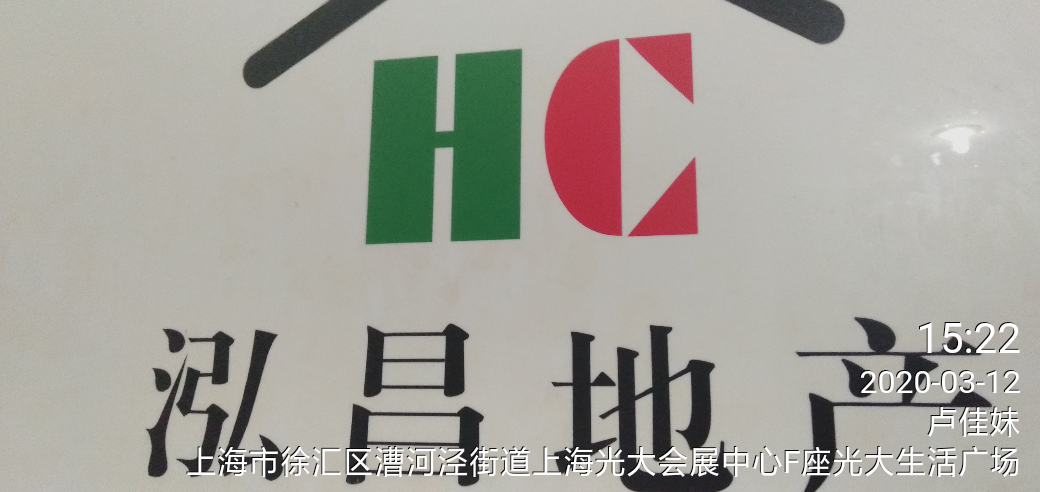 HC
泓昌地产
15:22
2020-03-12
卢佳妹
上海市徐汇区漕河泾街道上海光大会展中心F座光大生活广场